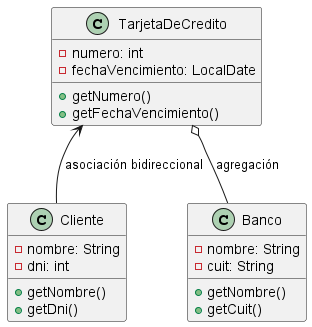 C TarjetaDeCredito
numero: int
fechaVencimiento: LocalDate
getNumero()
getFechaVencimiento()
asociación bidireccional
agregación
C Cliente
nombre: String
dni: int
getNombre()
getDni()
C Banco
nombre: String
cuit: String
getNombre()
getCuit()